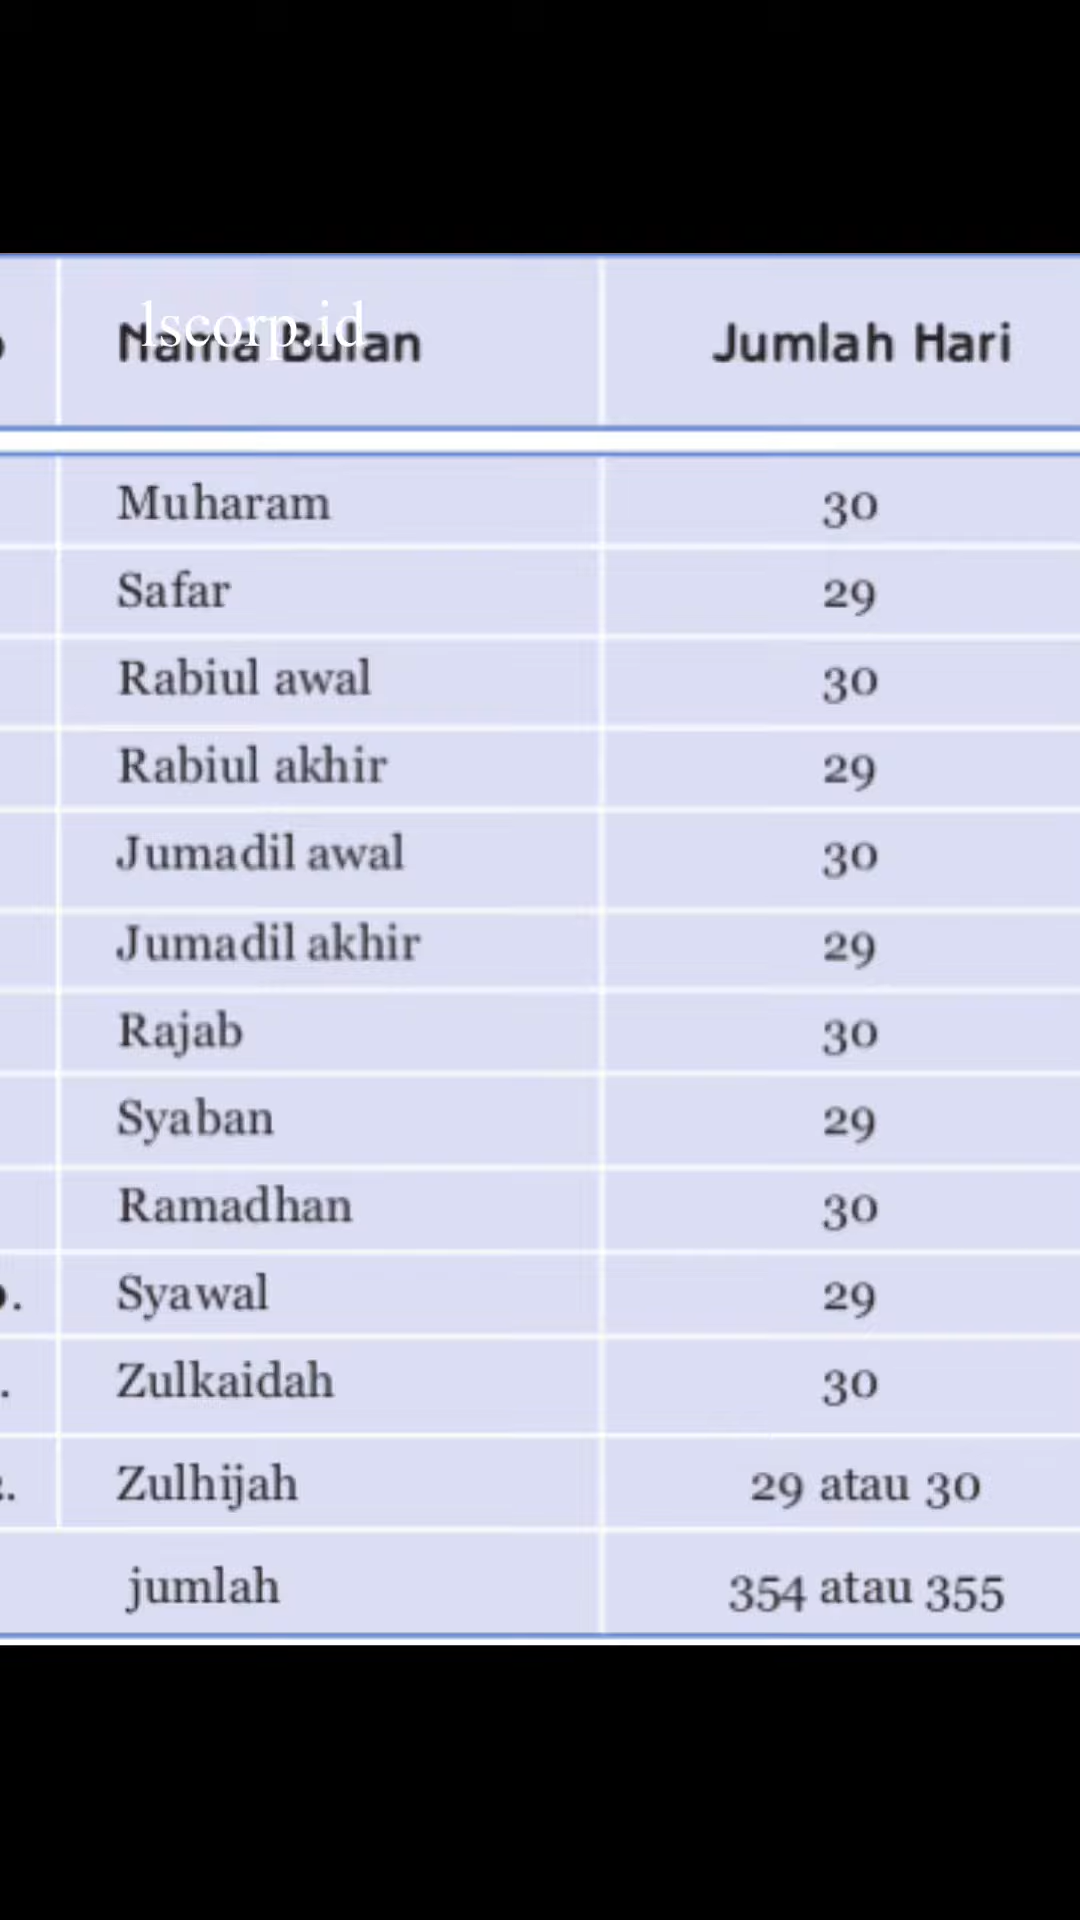 lscorp.id
Nama Bulan Jumlah Hari
Muharam 30
Safar 29
Rabiul awal 30
Rabiul akhir 29
Jumadil awal 30
Jumadil akhir 29
Rajab 30
Syaban 29
Ramadhan 30
Syawal 29
Zulkaidah 30
Zulhijah 29 atau 30
jumlah 354 atau 355